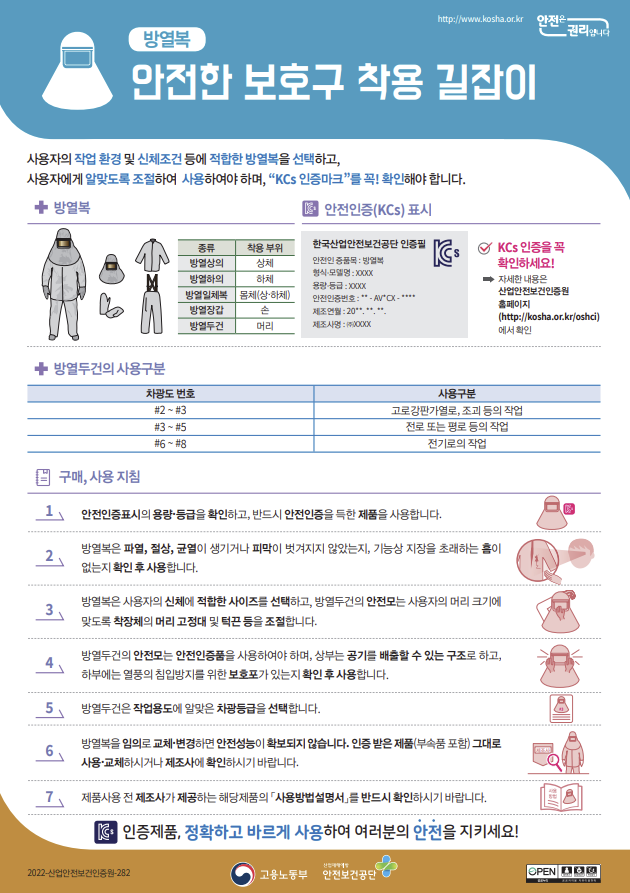 http://www.kosha.or.kr
안전은 권리입니다
방열복
안전한 보호구 착용 길잡이
사용자의 작업 환경 및 신체조건 등에 적합한 방열복을 선택하고,
사용자에게 알맞도록 조절하여 사용하여야 하며, “KCs 인증마크”를 꼭! 확인해야 합니다.
방열복
종류 착용 부위
방열상의 상체
방열하의 하체
방열일체복 몸체(상·하체)
방열장갑 손
방열두건 머리
안전인증(KCs) 표시
한국산업안전보건공단 인증필
안전인 증품목 : 방열복
형식·모델명 : XXXX
용량·등급 : XXXX
안전인증번호 : ** - AV*CX - ****
제조연월 : 20**. **. **.
제조사명 : ㈜XXXX
KCs 인증을 꼭
확인하세요!
자세한 내용은
산업안전보건인증원
홈페이지
(http://kosha.or.kr/oshci)
에서 확인
방열두건의 사용구분
차광도 번호 사용구분
#2 ~ #3 고로강판가열로, 조괴 등의 작업
#3 ~ #5 전로 또는 평로 등의 작업
#6 ~ #8 전기로의 작업
구매, 사용 지침
1 안전인증표시의 용량·등급을 확인하고, 반드시 안전인증을 득한 제품을 사용합니다.
2 방열복은 파열, 절상, 균열이 생기거나 피막이 벗겨지지 않았는지, 기능상 지장을 초래하는 흠이
없는지 확인 후 사용합니다.
3 방열복은 사용자의 신체에 적합한 사이즈를 선택하고, 방열두건의 안전모는 사용자의 머리 크기에
맞도록 착장체의 머리 고정대 및 턱끈 등을 조절합니다.
4 방열두건의 안전모는 안전인증품을 사용하여야 하며, 상부는 공기를 배출할 수 있는 구조로 하고,
하부에는 열풍의 침입방지를 위한 보호포가 있는지 확인 후 사용합니다.
5 방열두건은 작업용도에 알맞은 차광등급을 선택합니다.
6 방열복을 임의로 교체·변경하면 안전성능이 확보되지 않습니다. 인증 받은 제품(부속품 포함) 그대로
사용·교체하시거나 제조사에 확인하시기 바랍니다.
7 제품사용 전 제조사가 제공하는 해당제품의 「사용방법설명서」를 반드시 확인하시기 바랍니다.
인증제품, 정확하고 바르게 사용하여 여러분의 안전을 지키세요!
2022-산업안전보건인증원-282
고용노동부
산업재해예방
안전보건공단
OPEN